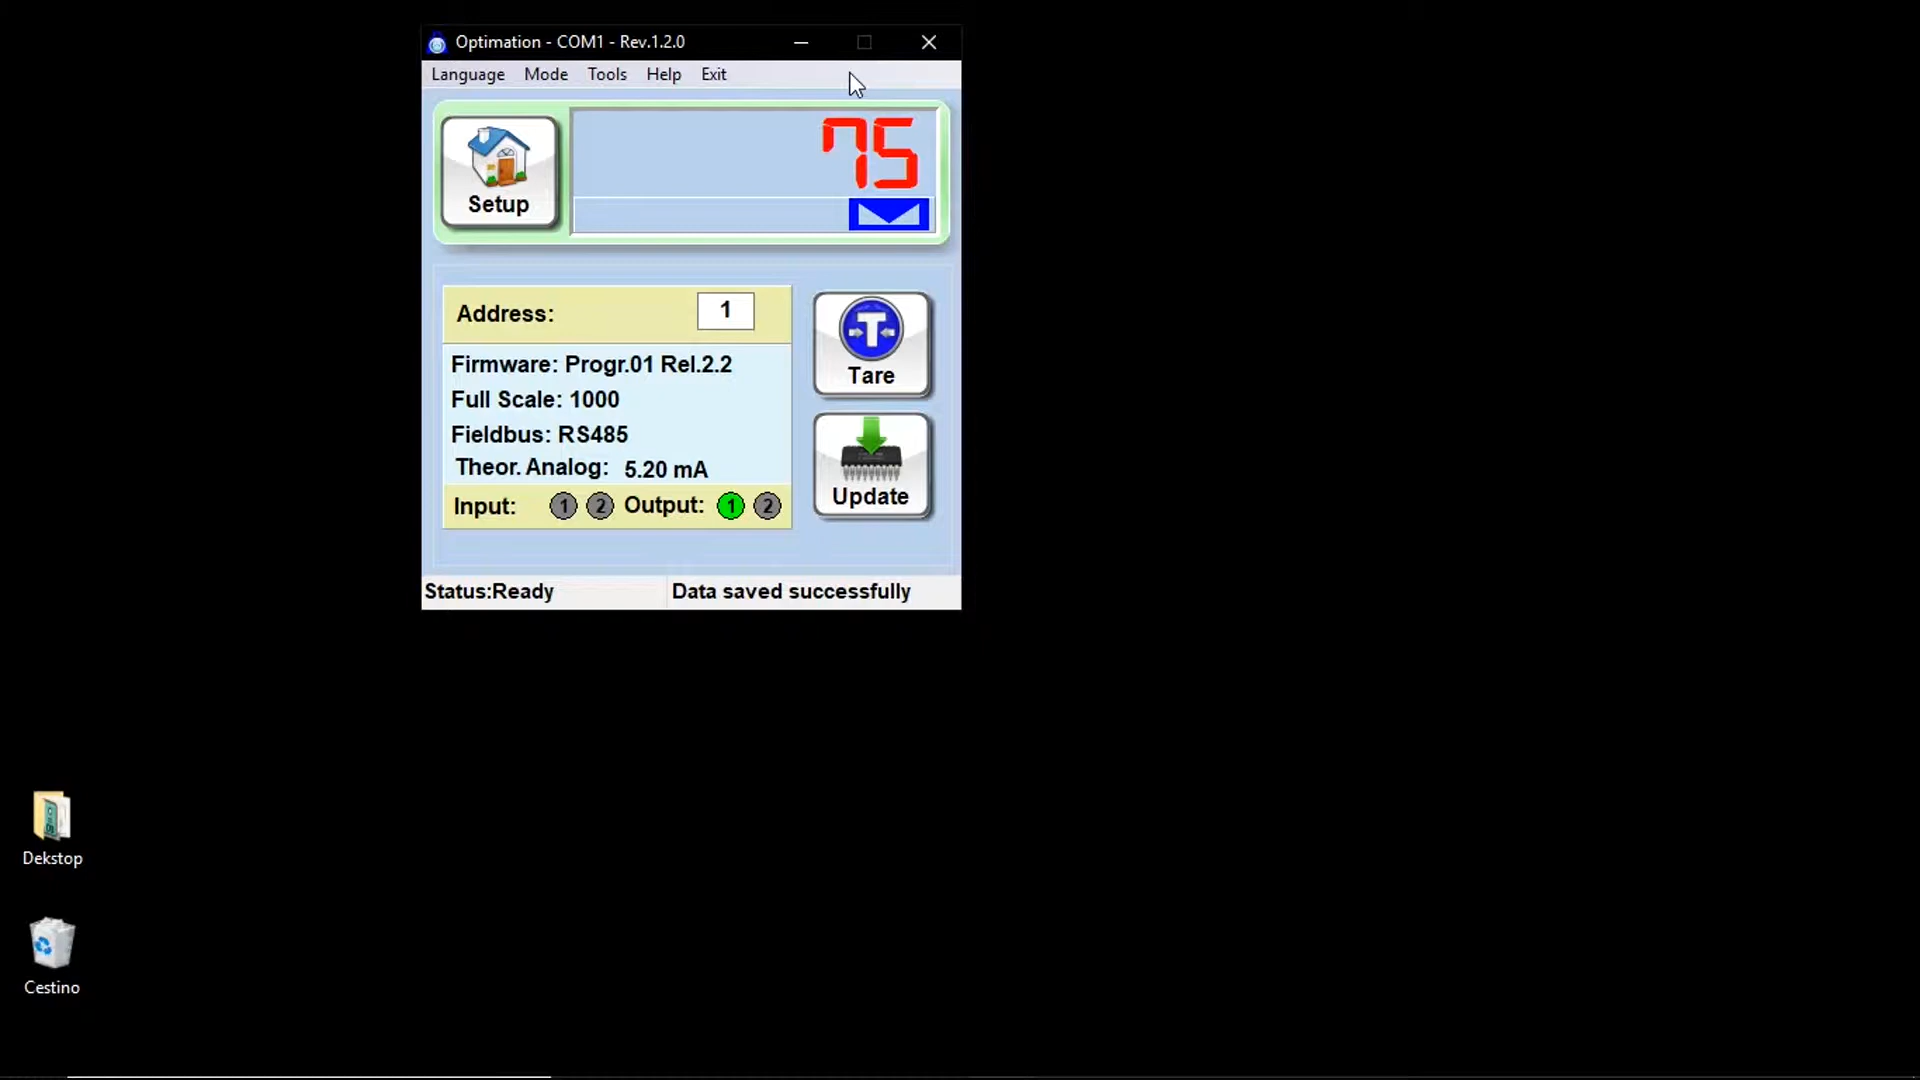 Optimation - COM1 - Rev.1.2.0
Language Mode Tools Help Exit
75
Setup
Address: 1
Firmware: Progr.01 Rel.2.2
Full Scale: 1000
Fieldbus: RS485
Theor. Analog: 5.20 mA
Input: 1 2 Output: 1 2
T
Tare
Update
Status:Ready Data saved successfully
Dekstop
Cestino